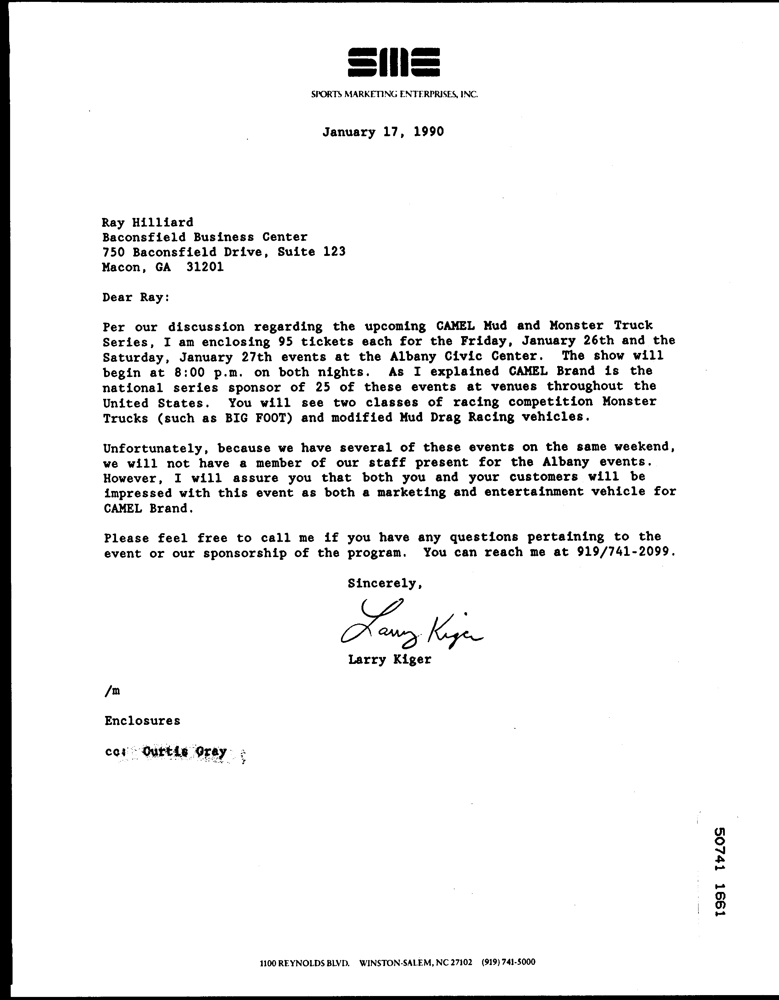 SME
SPORTS MARKETING ENTERPRISES, INC.
January 17, 1990
Ray Hilliard
Baconsfield Business Center
750 Baconsfield Drive, Suite 123
Macon, GA 31201
Dear Ray:
Per our discussion regarding the upcoming CAMEL Mud and Monster Truck
Series, I am enclosing 95 tickets each for the Friday, January 26th and the
Saturday, January 27th events at the Albany Civic Center. The show will
begin at 8:00 p.m. on both nights. As I explained CAMEL Brand is the
national series sponsor of 25 of these events at venues throughout the
United States. You will see two classes of racing competition Monster
Trucks (such as BIG FOOT) and modified Mud Drag Racing vehicles.
Unfortunately, because we have several of these events on the same weekend,
we will not have a member of our staff present for the Albany events.
However, I will assure you that both you and your customers will be
impressed with this event as both a marketing and entertainment vehicle for
CAMEL Brand.
Please feel free to call me if you have any questions pertaining to the
event or our sponsorship of the program. You can reach me at 919/741-2099.
Sincerely,
Larry Kiger
Larry Kiger
/m
Enclosures
cc: Curtis Gray
50741 1661
1100 REYNOLDS BLVD. WINSTON-SALEM, NC 27102 (919) 741-5000